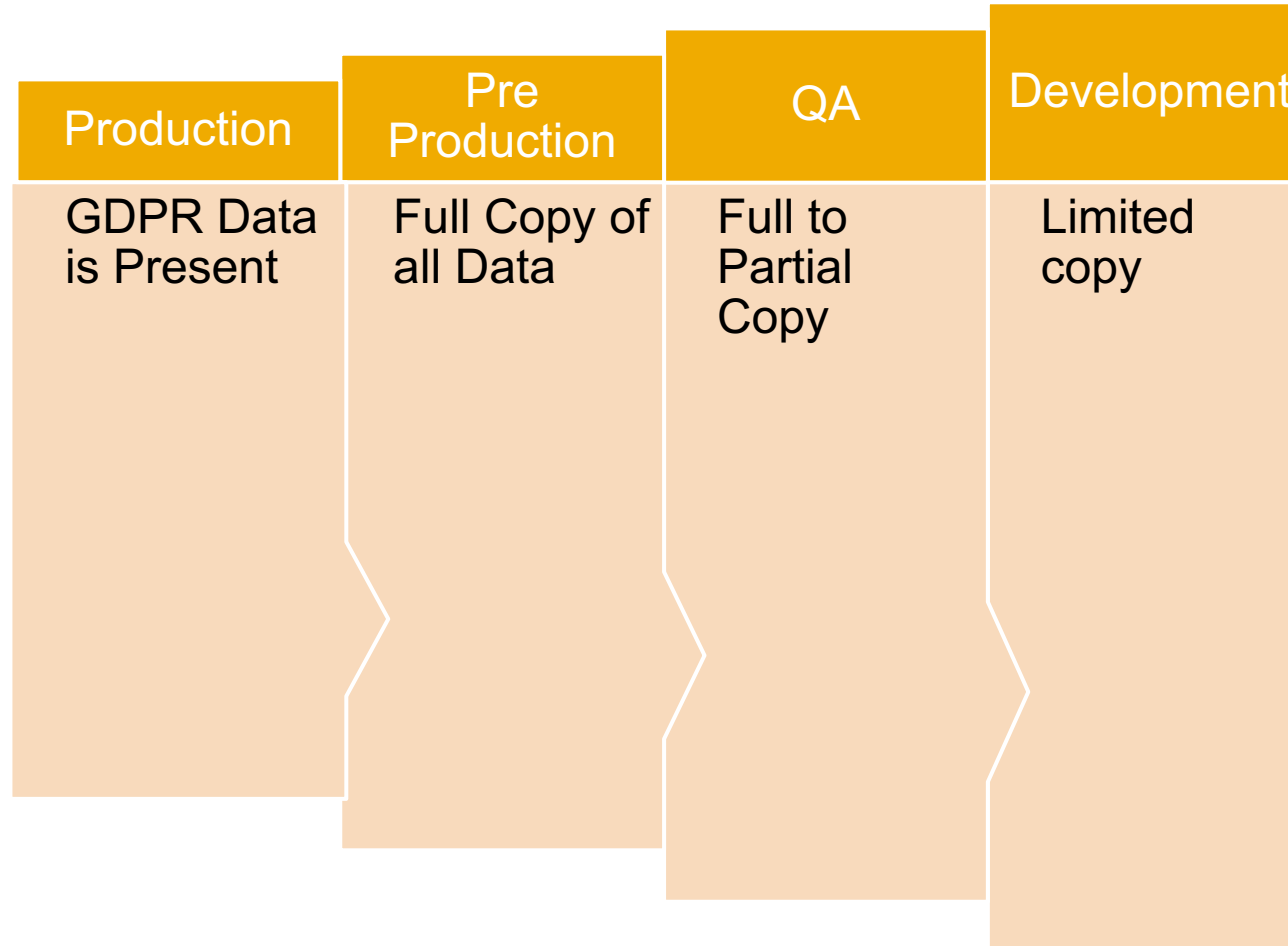 Production
Pre
Production
QA
Development
GDPR Data
is Present
Full Copy of
all Data
Full to
Partial
Copy
Limited
copy